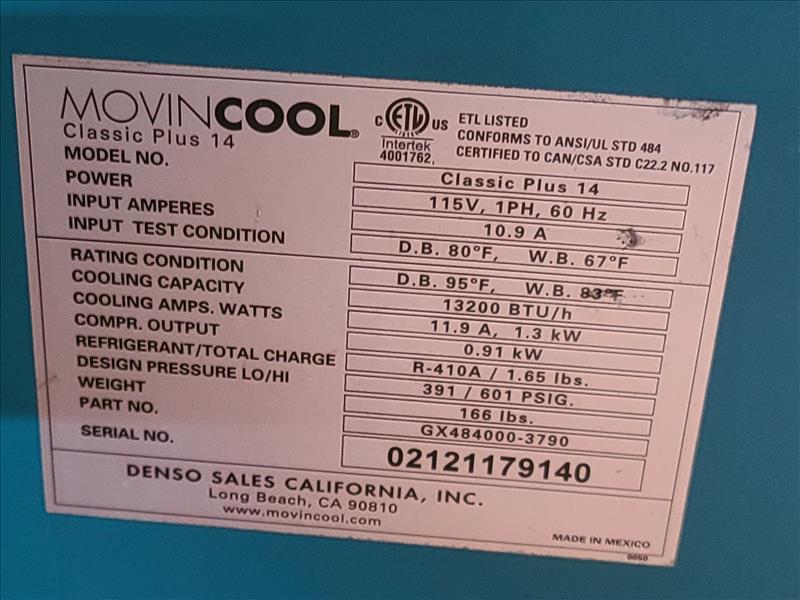 MOVINCOOL®
Classic Plus 14
C ETL LISTED US
Intertek
4001762
ETL LISTED
CONFORMS TO ANSI/UL STD 484
CERTIFIED TO CAN/CSA STD C22.2 NO.117
MODEL NO. Classic Plus 14
POWER 115V, 1PH, 60 Hz
INPUT AMPERES 10.9 A
INPUT TEST CONDITION D.B. 80°F, W.B. 67°F
RATING CONDITION D.B. 95°F, W.B. 83°F
COOLING CAPACITY 13200 BTU/h
COOLING AMPS. WATTS 11.9 A, 1.3 kW
COMPR. OUTPUT 0.91 kW
REFRIGERANT/TOTAL CHARGE R-410A / 1.65 lbs.
DESIGN PRESSURE LO/HI 391 / 601 PSIG.
WEIGHT 166 lbs.
PART NO. GX484000-3790
SERIAL NO. 02121179140
DENSO SALES CALIFORNIA, INC.
Long Beach, CA 90810
www.movincool.com
MADE IN MEXICO
0050